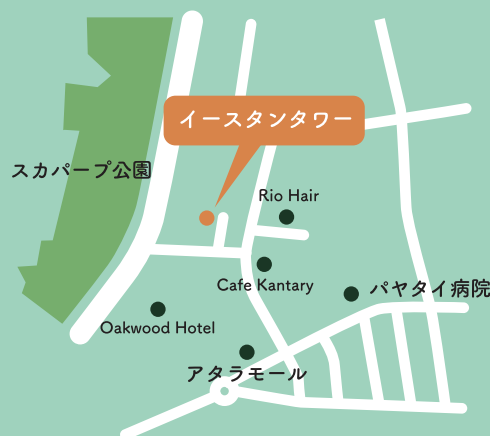 イースタンタワー
スカパープ公園
Rio Hair
Cafe Kantary
パヤタイ病院
Oakwood Hotel
アタラモール